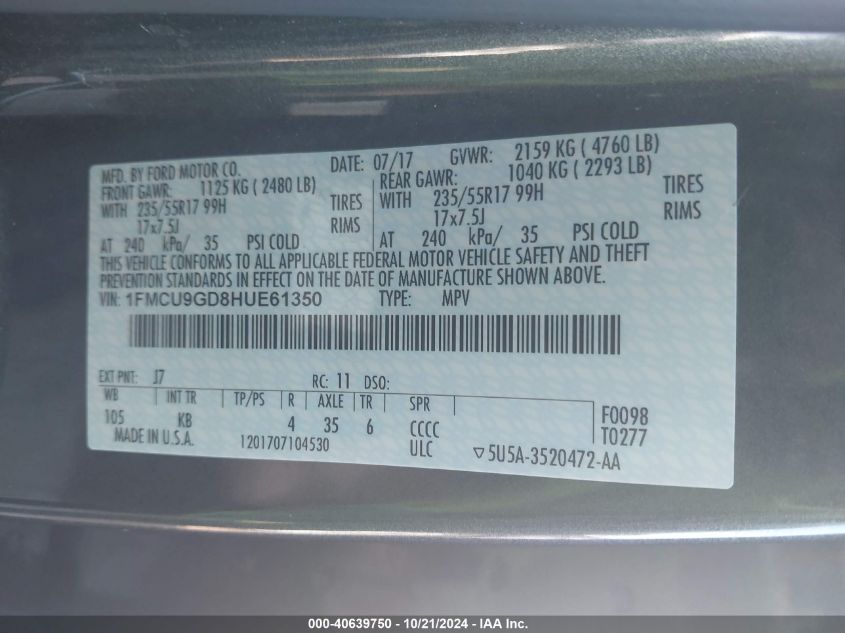 MFD. BY FORD MOTOR CO. DATE: 07/17 GVWR: 2159 KG ( 4760 LB)
FRONT GAWR: 1125 KG ( 2480 LB) REAR GAWR: 1040 KG ( 2293 LB)
WITH 235/55R17 99H TIRES WITH 235/55R17 99H TIRES
17x7.5J RIMS 17x7.5J RIMS
AT 240 kPa/ 35 PSI COLD AT 240 kPa/ 35 PSI COLD
THIS VEHICLE CONFORMS TO ALL APPLICABLE FEDERAL MOTOR VEHICLE SAFETY AND THEFT
PREVENTION STANDARDS IN EFFECT ON THE DATE OF MANUFACTURE SHOWN ABOVE.
VIN: 1FMCU9GD8HUE61350 TYPE: MPV
EXT PNT: J7 RC: 11 DSO:
WB INT TR TP/PS R AXLE TR SPR
105 KB 4 35 6 CCCC F0098
MADE IN U.S.A. 1201707104530 ULC T0277
▽5U5A-3520472-AA
000-40639750 - 10/21/2024 - IAA Inc.